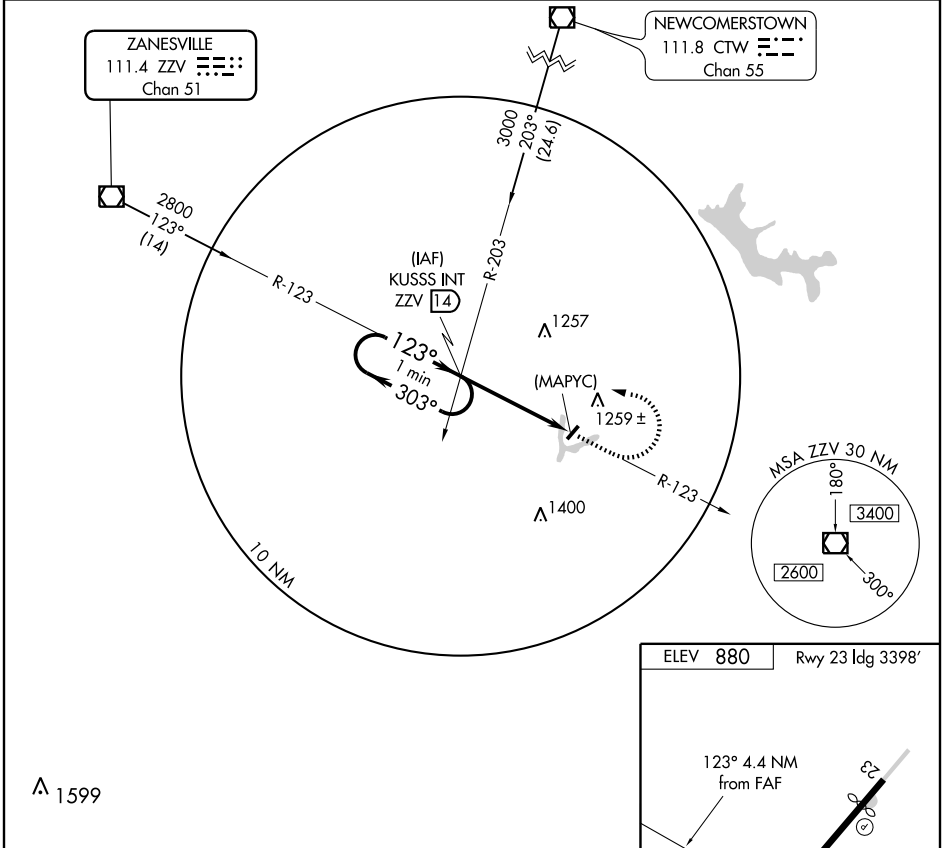 ZANESVILLE
111.4 ZZV
Chan 51
NEWCOMERSTOWN
111.8 CTW
Chan 55
3000
203°
(24.6)
2800
123°
(14)
R-123
R-203
(IAF)
KUSSS INT
ZZV 14
1257
123°
1 min
303°
(MAPYC)
1259 ±
R-123
1400
10 NM
MSA ZZV 30 NM
180°
3400
2600
300°
ELEV 880
Rwy 23 ldg 3398'
123° 4.4 NM
from FAF
23
P
1599